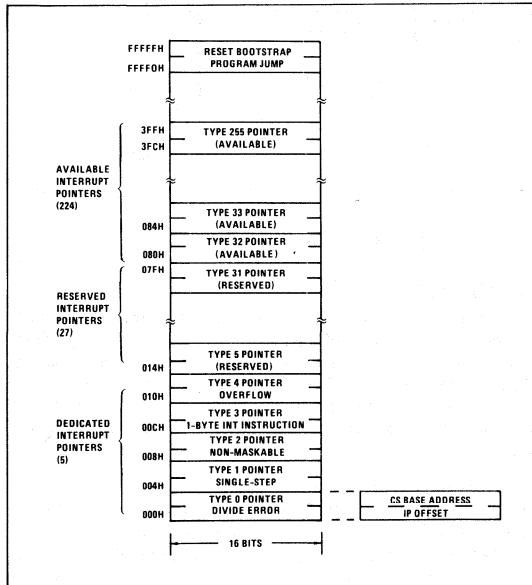 FFFFFH
RESET BOOTSTRAP
PROGRAM JUMP
FFFF0H
3FFH
TYPE 255 POINTER
(AVAILABLE)
3FCH
AVAILABLE
INTERRUPT
POINTERS
(224)
TYPE 33 POINTER
(AVAILABLE)
084H
TYPE 32 POINTER
(AVAILABLE)
080H
07FH
TYPE 31 POINTER
(RESERVED)
RESERVED
INTERRUPT
POINTERS
(27)
TYPE 5 POINTER
(RESERVED)
014H
TYPE 4 POINTER
OVERFLOW
010H
TYPE 3 POINTER
1-BYTE INT INSTRUCTION
00CH
DEDICATED
INTERRUPT
POINTERS
(5)
TYPE 2 POINTER
NON-MASKABLE
008H
TYPE 1 POINTER
SINGLE-STEP
004H
TYPE 0 POINTER
DIVIDE ERROR
000H
CS BASE ADDRESS
IP OFFSET
16 BITS